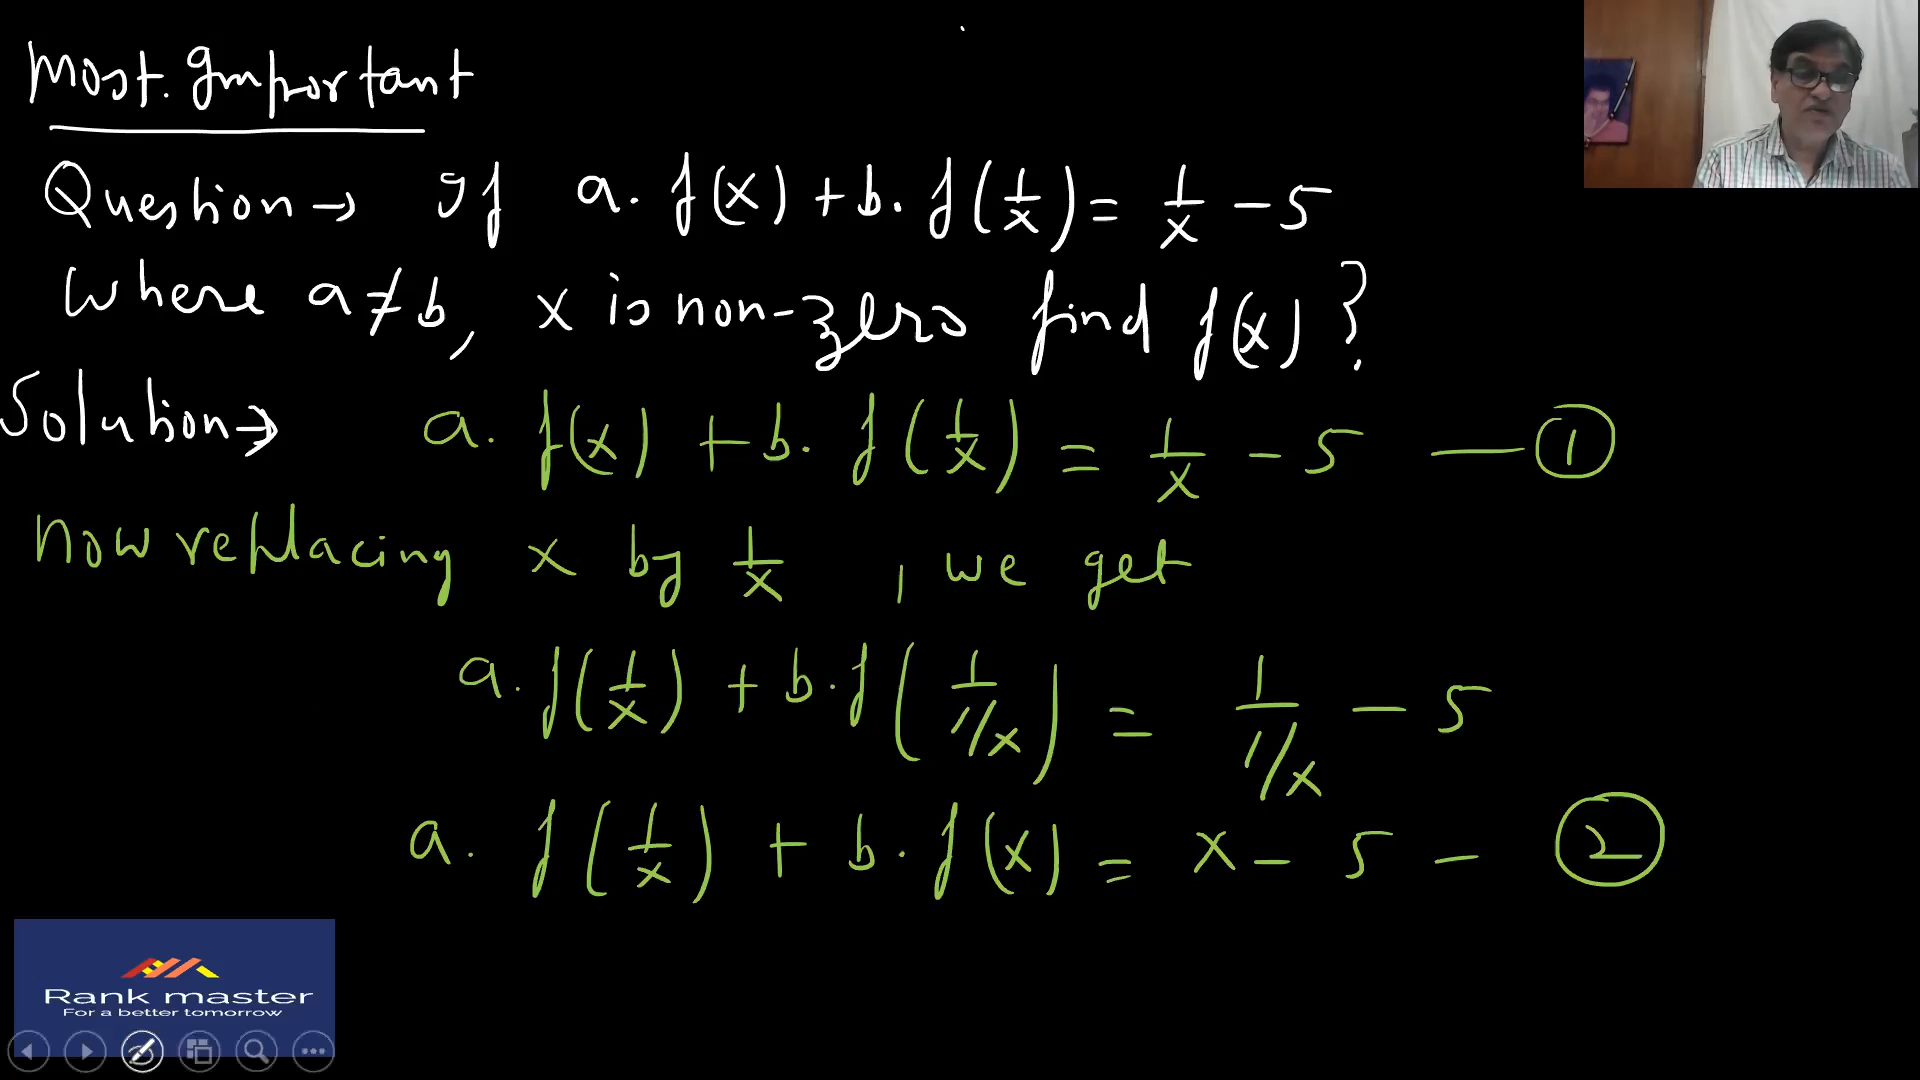 Most. Important
Question → If a. f(x) + b. f(1/x) = 1/x - 5
Where a ≠ b, x is non-zero find f(x) ?
Solution → a. f(x) + b. f(1/x) = 1/x - 5 — ①
Now replacing x by 1/x , we get
a. f(1/x) + b. f(1/(1/x)) = 1/(1/x) - 5
a. f(1/x) + b. f(x) = x - 5 - ②
Rank master
For a better tomorrow